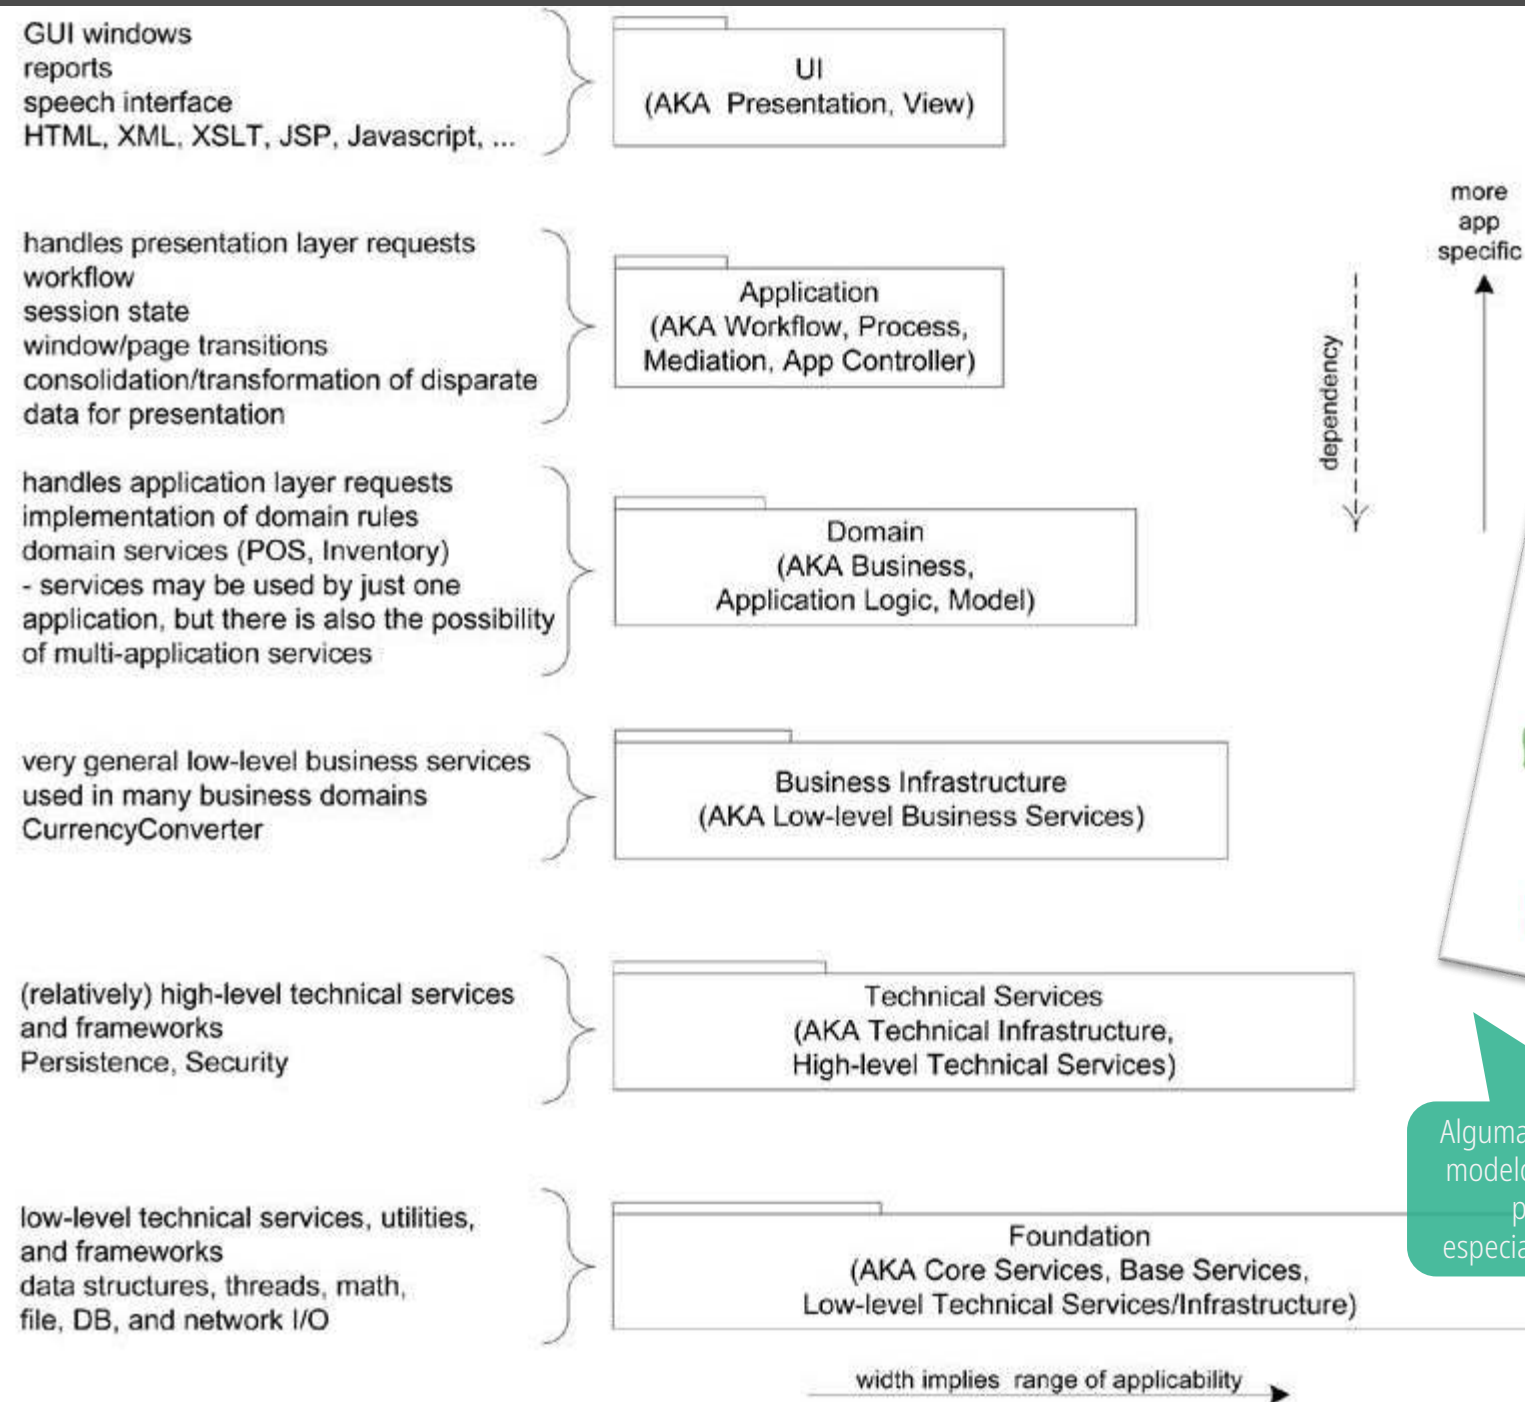 GUI windows
reports
speech interface
HTML, XML, XSLT, JSP, Javascript, ...
UI
(AKA Presentation, View)
handles presentation layer requests
workflow
session state
window/page transitions
consolidation/transformation of disparate
data for presentation
Application
(AKA Workflow, Process,
Mediation, App Controller)
more
app
specific
dependency
handles application layer requests
implementation of domain rules
domain services (POS, Inventory)
- services may be used by just one
application, but there is also the possibility
of multi-application services
Domain
(AKA Business,
Application Logic, Model)
very general low-level business services
used in many business domains
CurrencyConverter
Business Infrastructure
(AKA Low-level Business Services)
(relatively) high-level technical services
and frameworks
Persistence, Security
Technical Services
(AKA Technical Infrastructure,
High-level Technical Services)
low-level technical services, utilities,
and frameworks
data structures, threads, math,
file, DB, and network I/O
Foundation
(AKA Core Services, Base Services,
Low-level Technical Services/Infrastructure)
width implies range of applicability